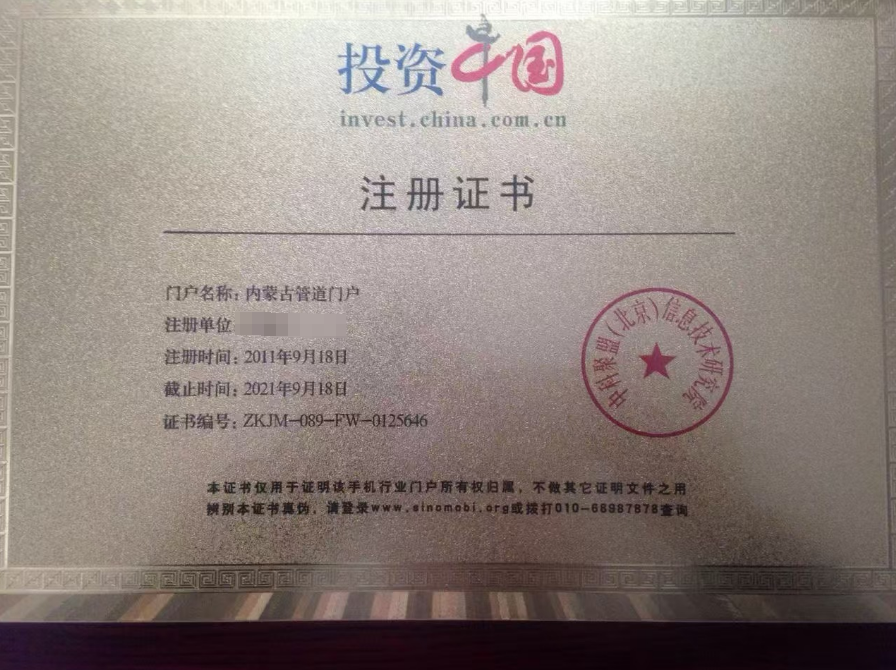 投资中国
invest.china.com.cn
注册证书
门户名称：内蒙古管道门户
注册单位
注册时间：2011年9月18日
截止时间：2021年9月18日
证书编号：ZKJM-089-FW-0125646
中科聚盟（北京）信息技术研究院
本证书仅用于证明该手机行业门户所有权归属，不做其它证明文件之用
辨别本证书真伪，请登录www.sinomobi.org或拨打010-66987878查询